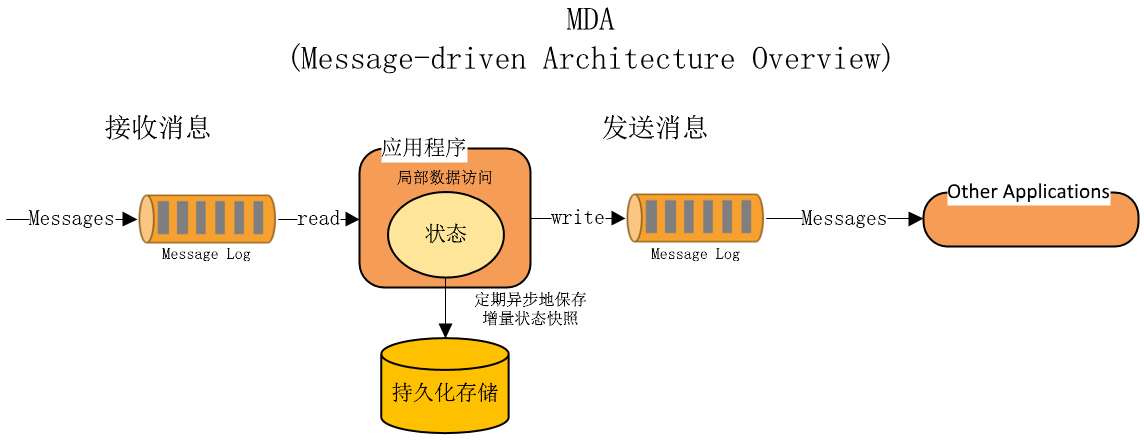 MDA
(Message-driven Architecture Overview)
接收消息
发送消息
应用程序
局部数据访问
状态
Messages
Message Log
read
write
Message Log
Messages
Other Applications
定期异步地保存
增量状态快照
持久化存储